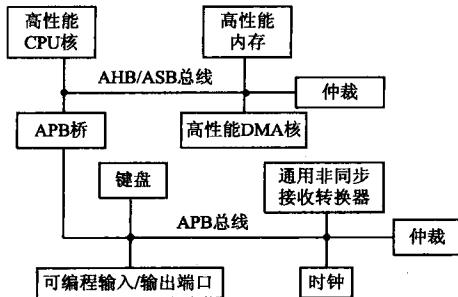 高性能
CPU核
高性能
内存
AHB/ASB总线
仲裁
APB桥
高性能DMA核
键盘
通用非同步
接收转换器
APB总线
仲裁
可编程输入/输出端口
时钟